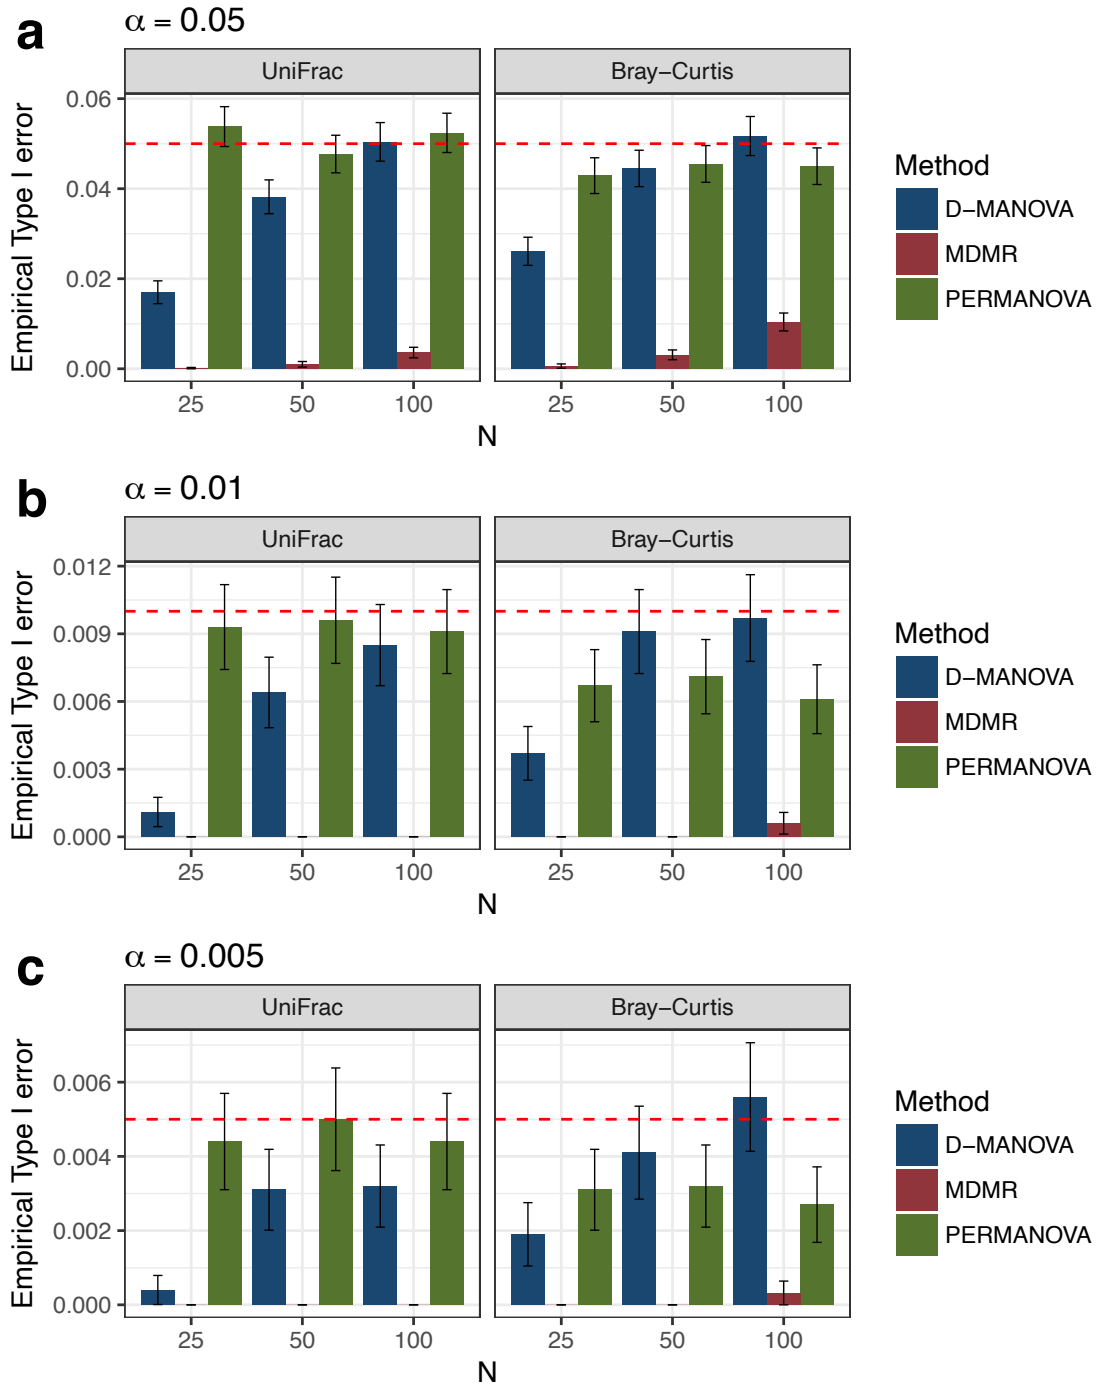 a
α = 0.05
UniFrac
Bray−Curtis
Empirical Type I error
0.06
0.04
0.02
0.00
25
50
100
25
50
100
N
Method
D−MANOVA
MDMR
PERMANOVA
b
α = 0.01
UniFrac
Bray−Curtis
Empirical Type I error
0.012
0.009
0.006
0.003
0.000
25
50
100
25
50
100
N
Method
D−MANOVA
MDMR
PERMANOVA
c
α = 0.005
UniFrac
Bray−Curtis
Empirical Type I error
0.006
0.004
0.002
0.000
25
50
100
25
50
100
N
Method
D−MANOVA
MDMR
PERMANOVA